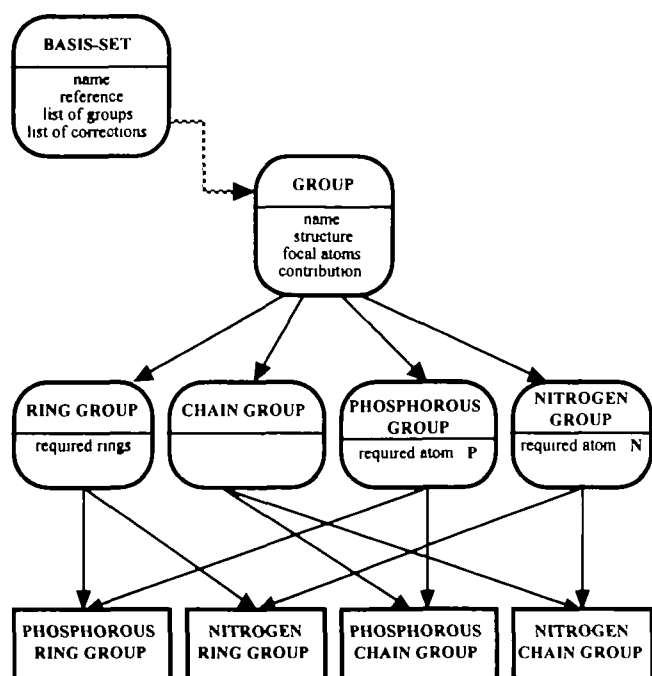 BASIS-SET
name
reference
list of groups
list of corrections
GROUP
name
structure
focal atoms
contribution
RING GROUP
required rings
CHAIN GROUP
PHOSPHOROUS
GROUP
required atom P
NITROGEN
GROUP
required atom N
PHOSPHOROUS
RING GROUP
NITROGEN
RING GROUP
PHOSPHOROUS
CHAIN GROUP
NITROGEN
CHAIN GROUP